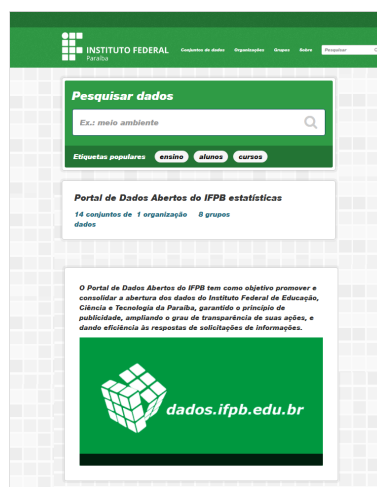 INSTITUTO FEDERAL
Paraíba
Conjuntos de dados Organizações Grupos Sobre Pesquisar
Pesquisar dados
Ex.: meio ambiente
Etiquetas populares ensino alunos cursos
Portal de Dados Abertos do IFPB estatísticas
14 conjuntos de 1 organização 8 grupos
dados
O Portal de Dados Abertos do IFPB tem como objetivo promover e
consolidar a abertura dos dados do Instituto Federal de Educação,
Ciência e Tecnologia da Paraíba, garantido o princípio de
publicidade, ampliando o grau de transparência de suas ações, e
dando eficiência às respostas de solicitações de informações.
dados.ifpb.edu.br